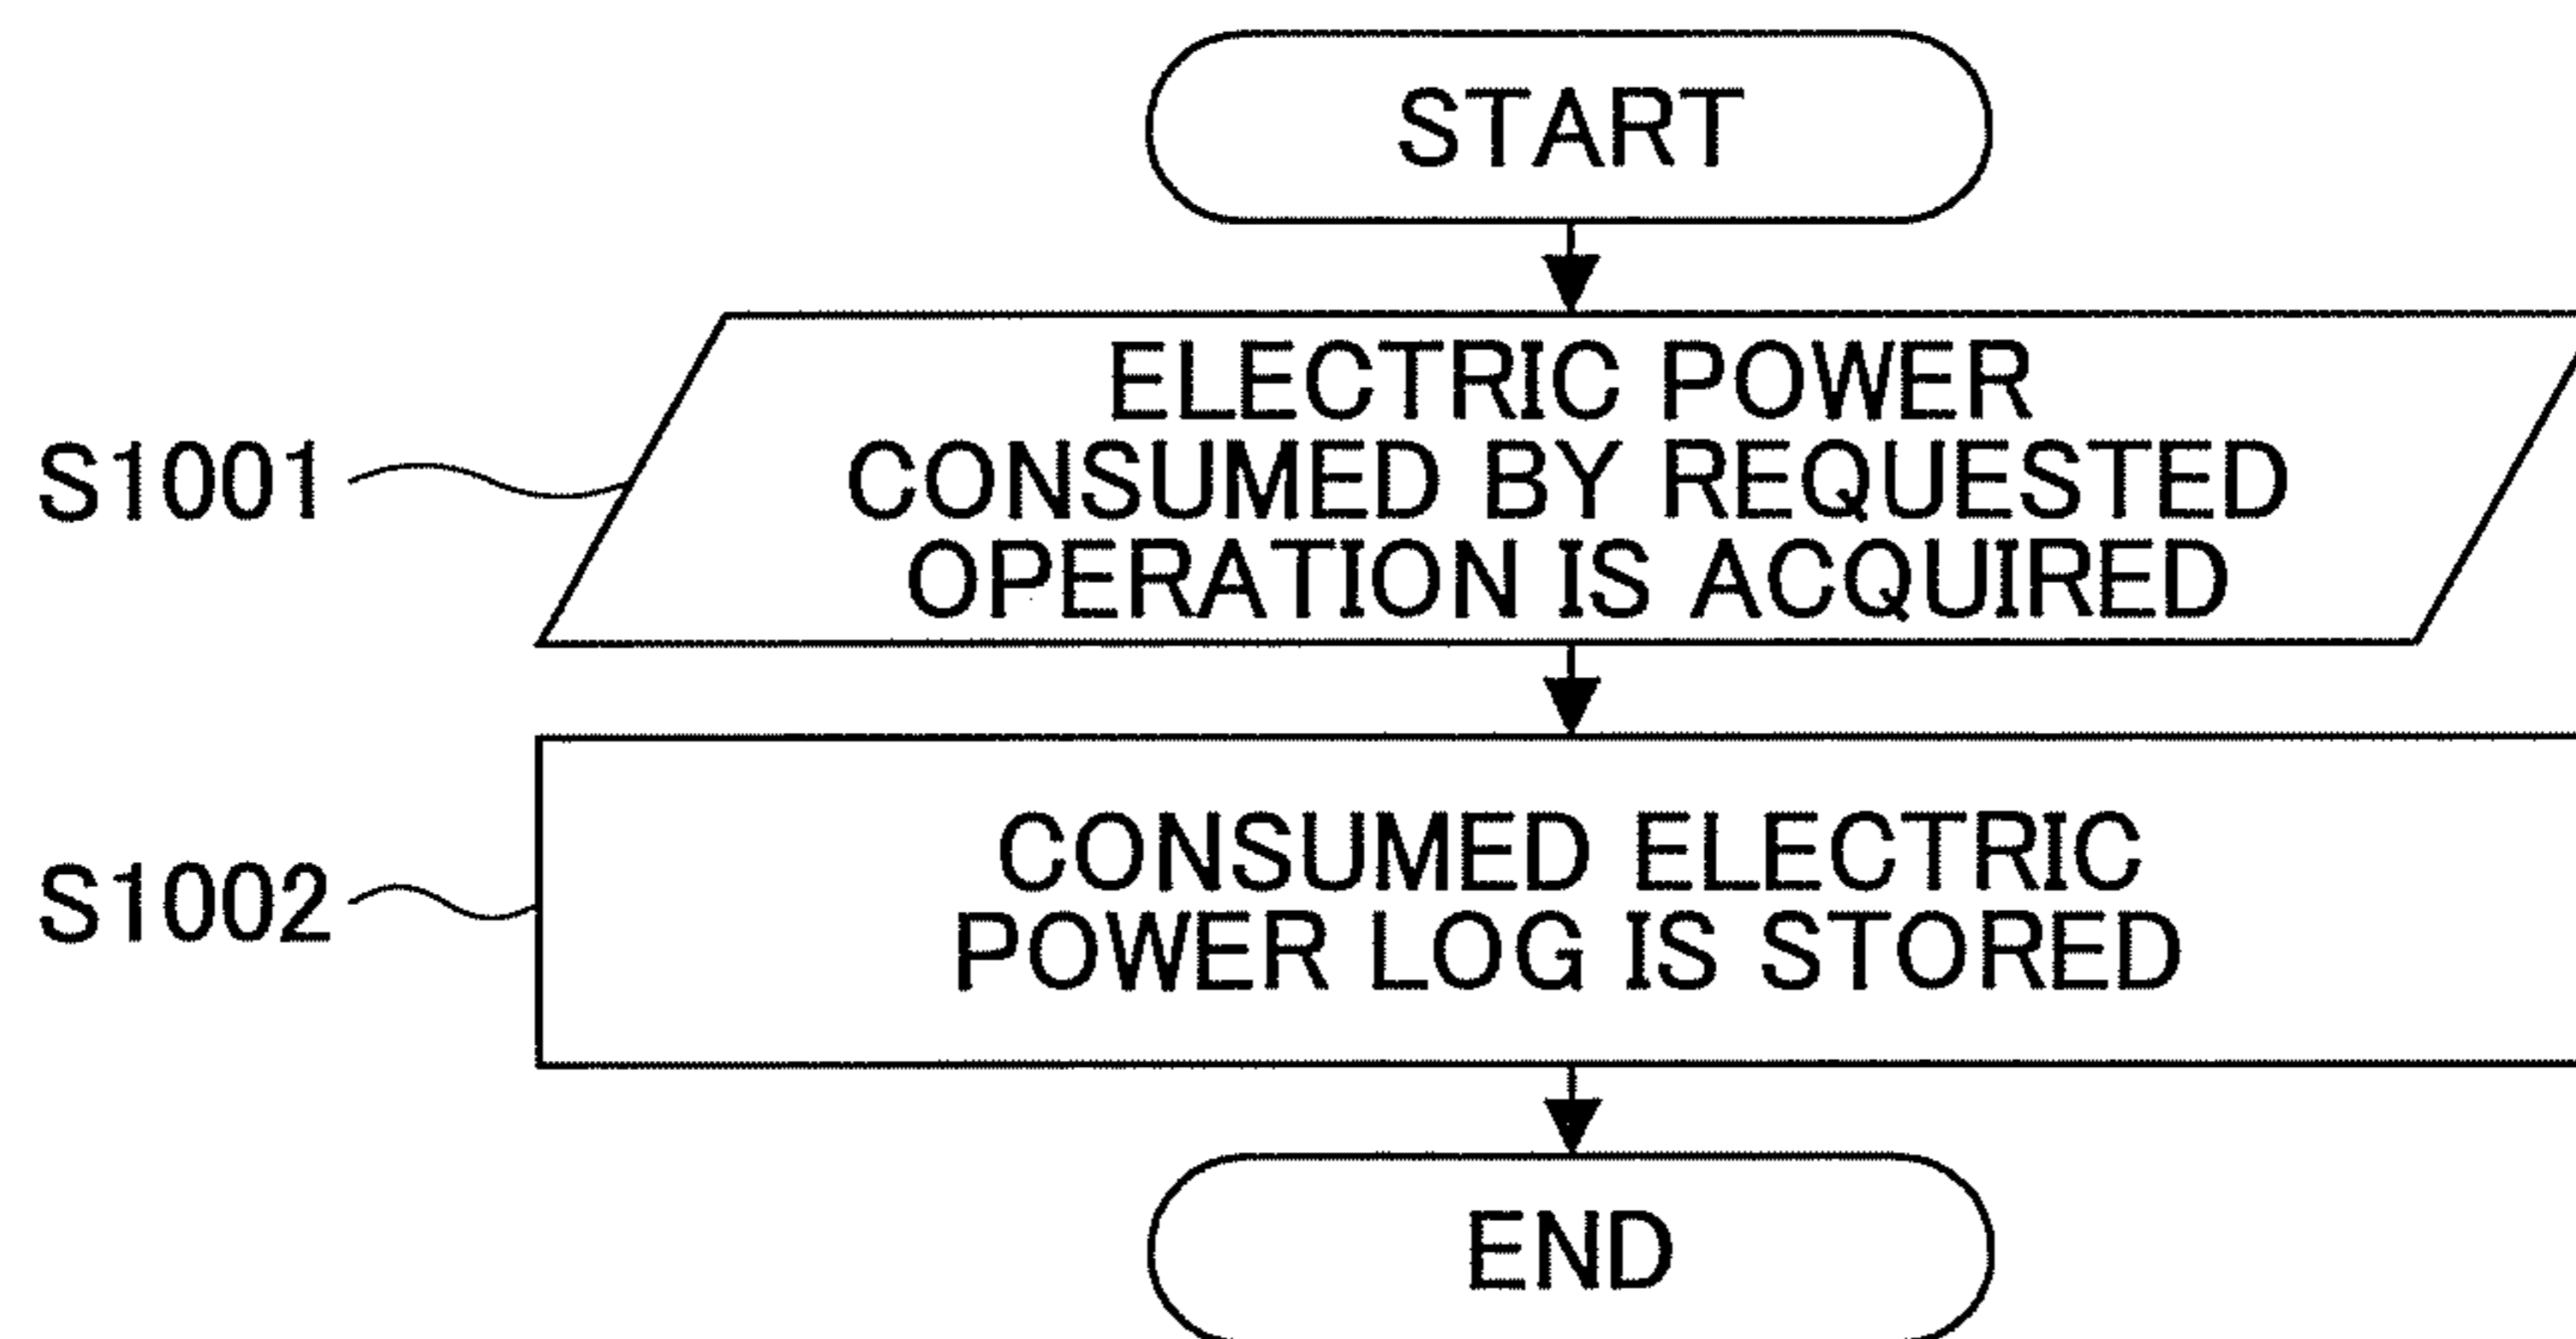 START
S1001
ELECTRIC POWER
CONSUMED BY REQUESTED
OPERATION IS ACQUIRED
S1002
CONSUMED ELECTRIC
POWER LOG IS STORED
END